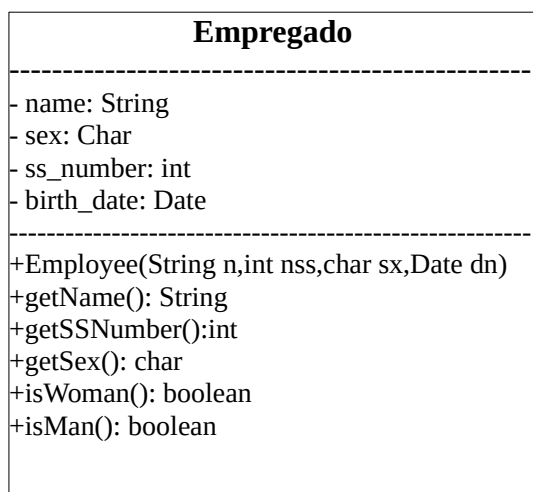 Empregado
--------------------------------------------------
- name: String
- sex: Char
- ss_number: int
- birth_date: Date
--------------------------------------------------------
+Employee(String n,int nss,char sx,Date dn)
+getName(): String
+getSSNumber():int
+getSex(): char
+isWoman(): boolean
+isMan(): boolean